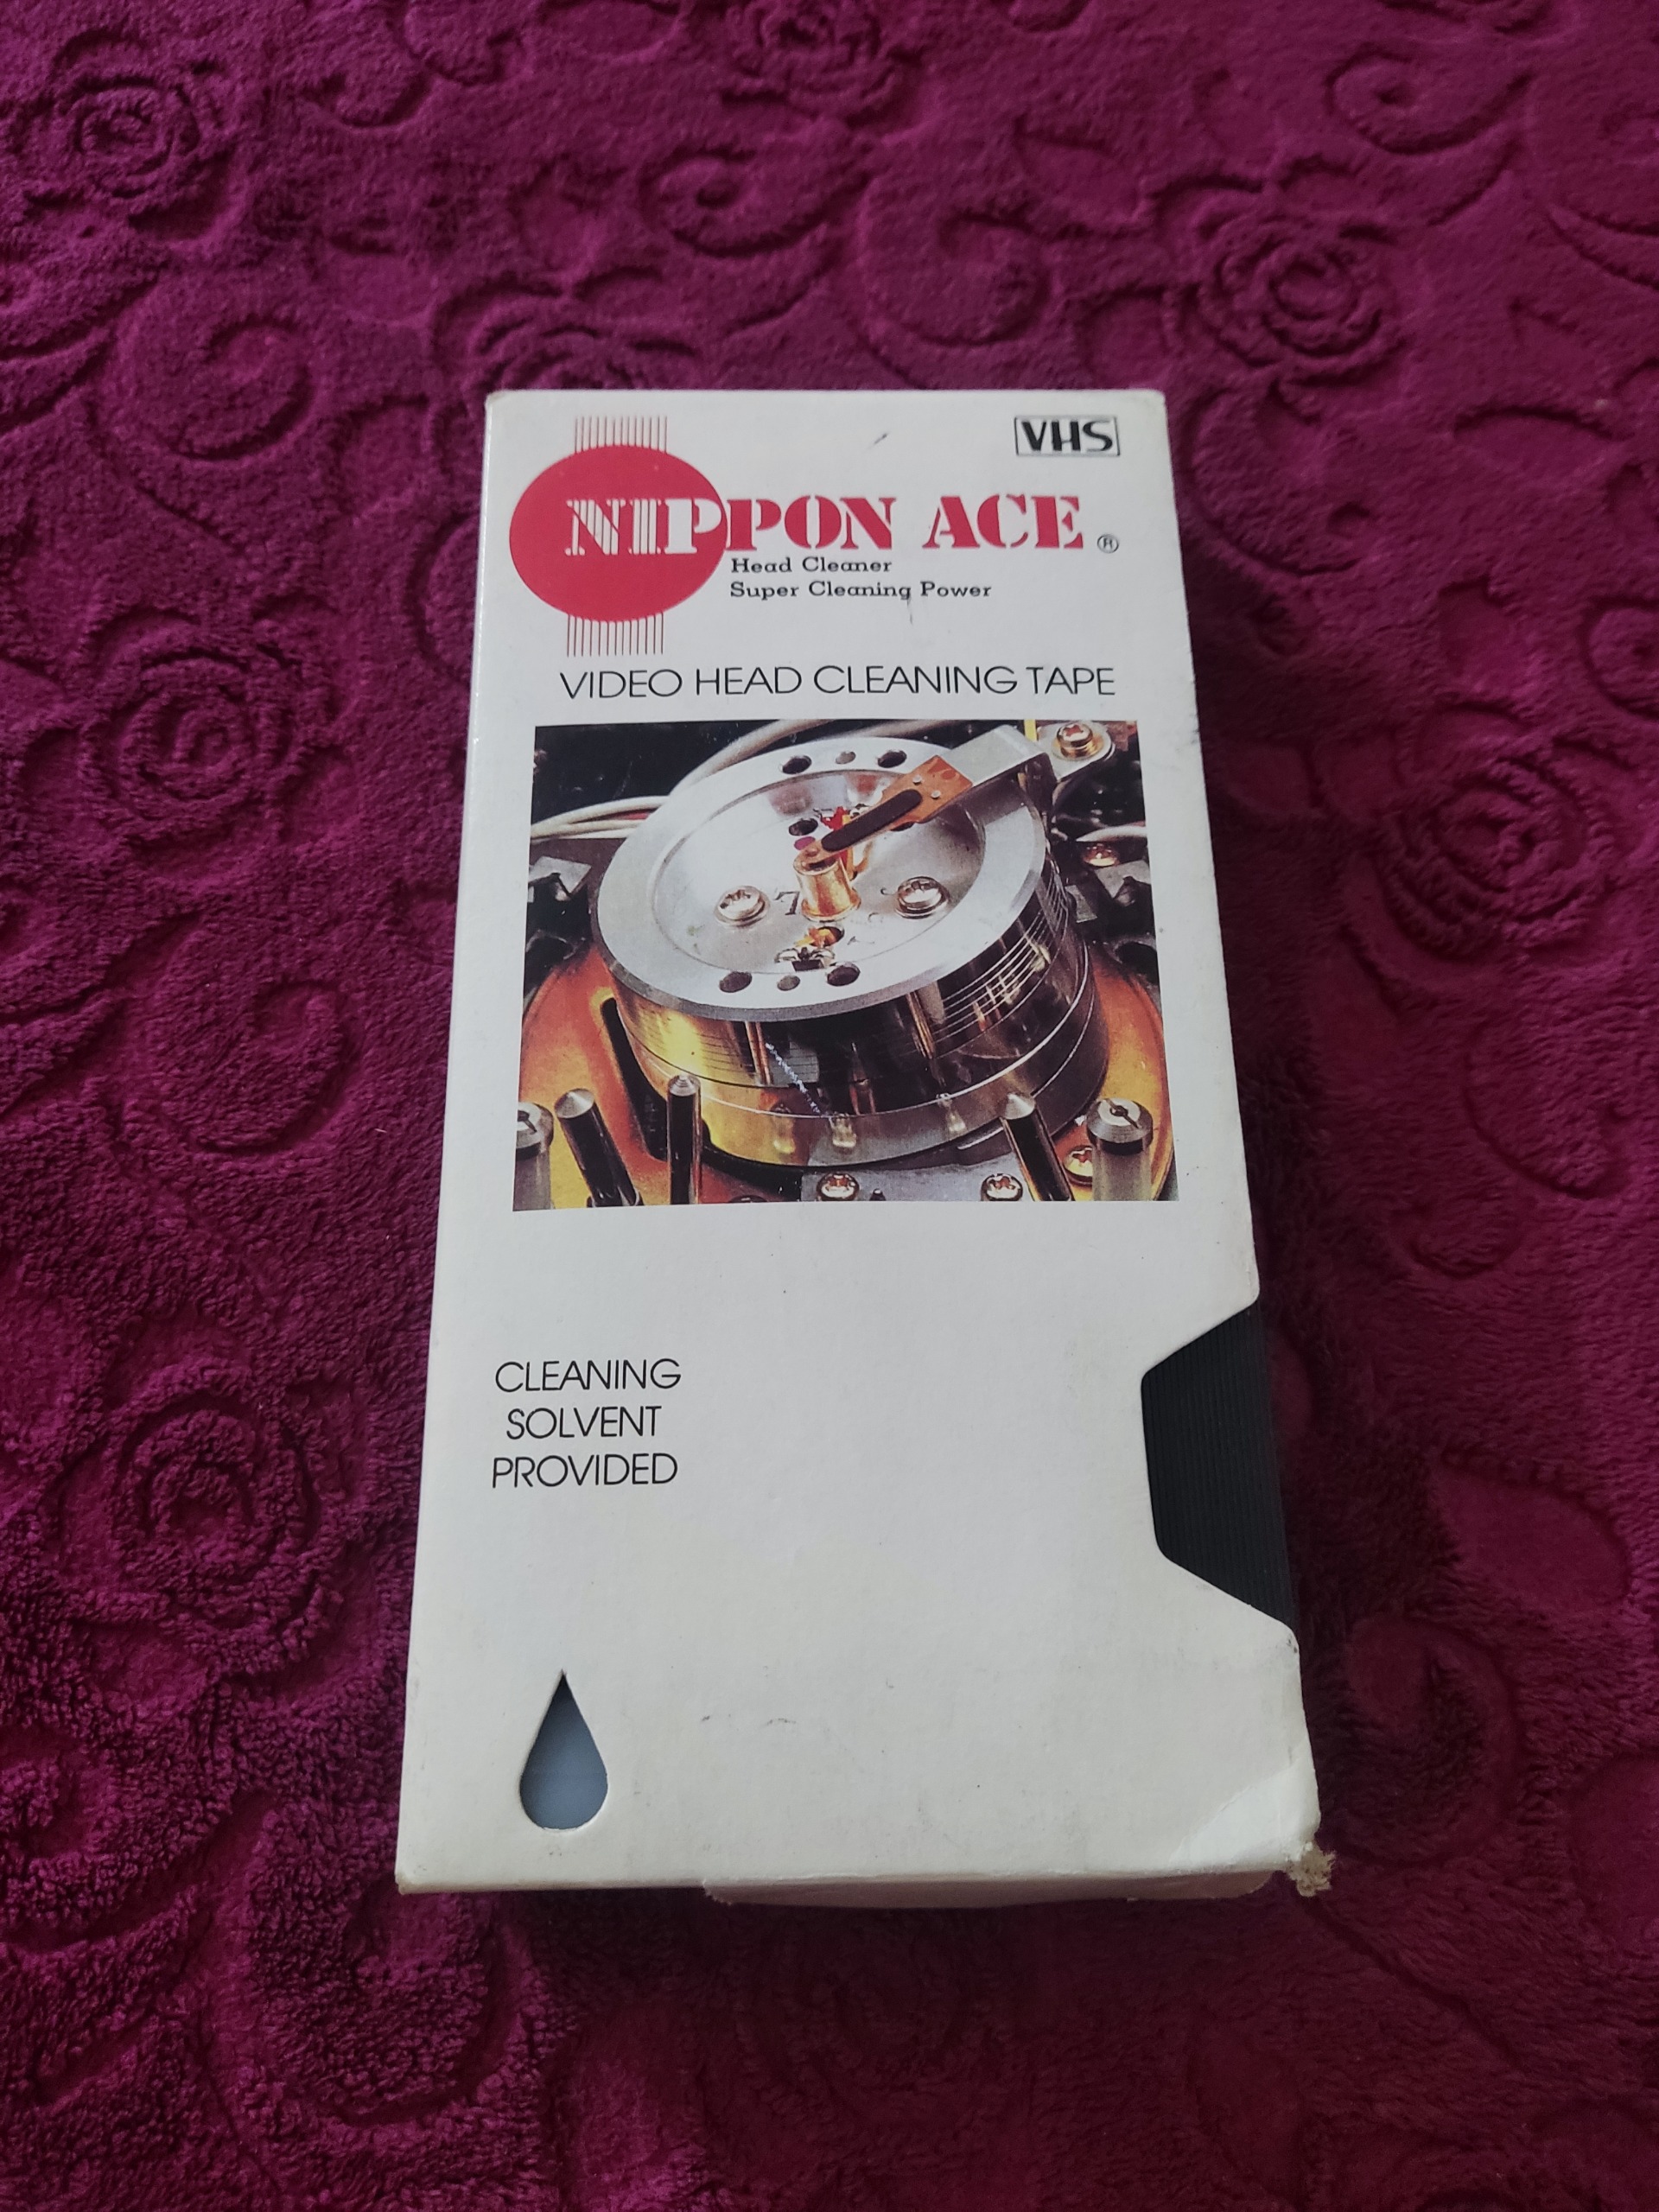 VHS
NIPPON ACE ®
Head Cleaner
Super Cleaning Power
VIDEO HEAD CLEANING TAPE
CLEANING
SOLVENT
PROVIDED